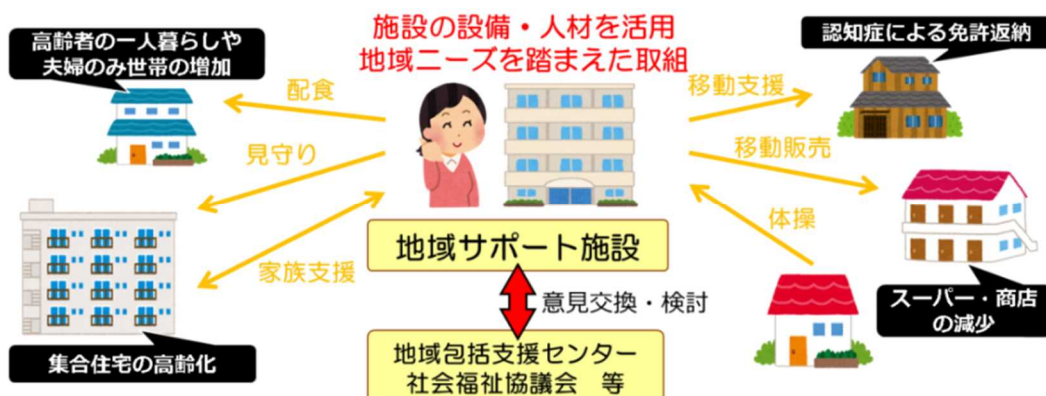 施設の設備・人材を活用
地域ニーズを踏まえた取組
高齢者の一人暮らしや
夫婦のみ世帯の増加
認知症による免許返納
配食
移動支援
見守り
移動販売
体操
家族支援
地域サポート施設
意見交換・検討
スーパー・商店
の減少
集合住宅の高齢化
地域包括支援センター
社会福祉協議会　等